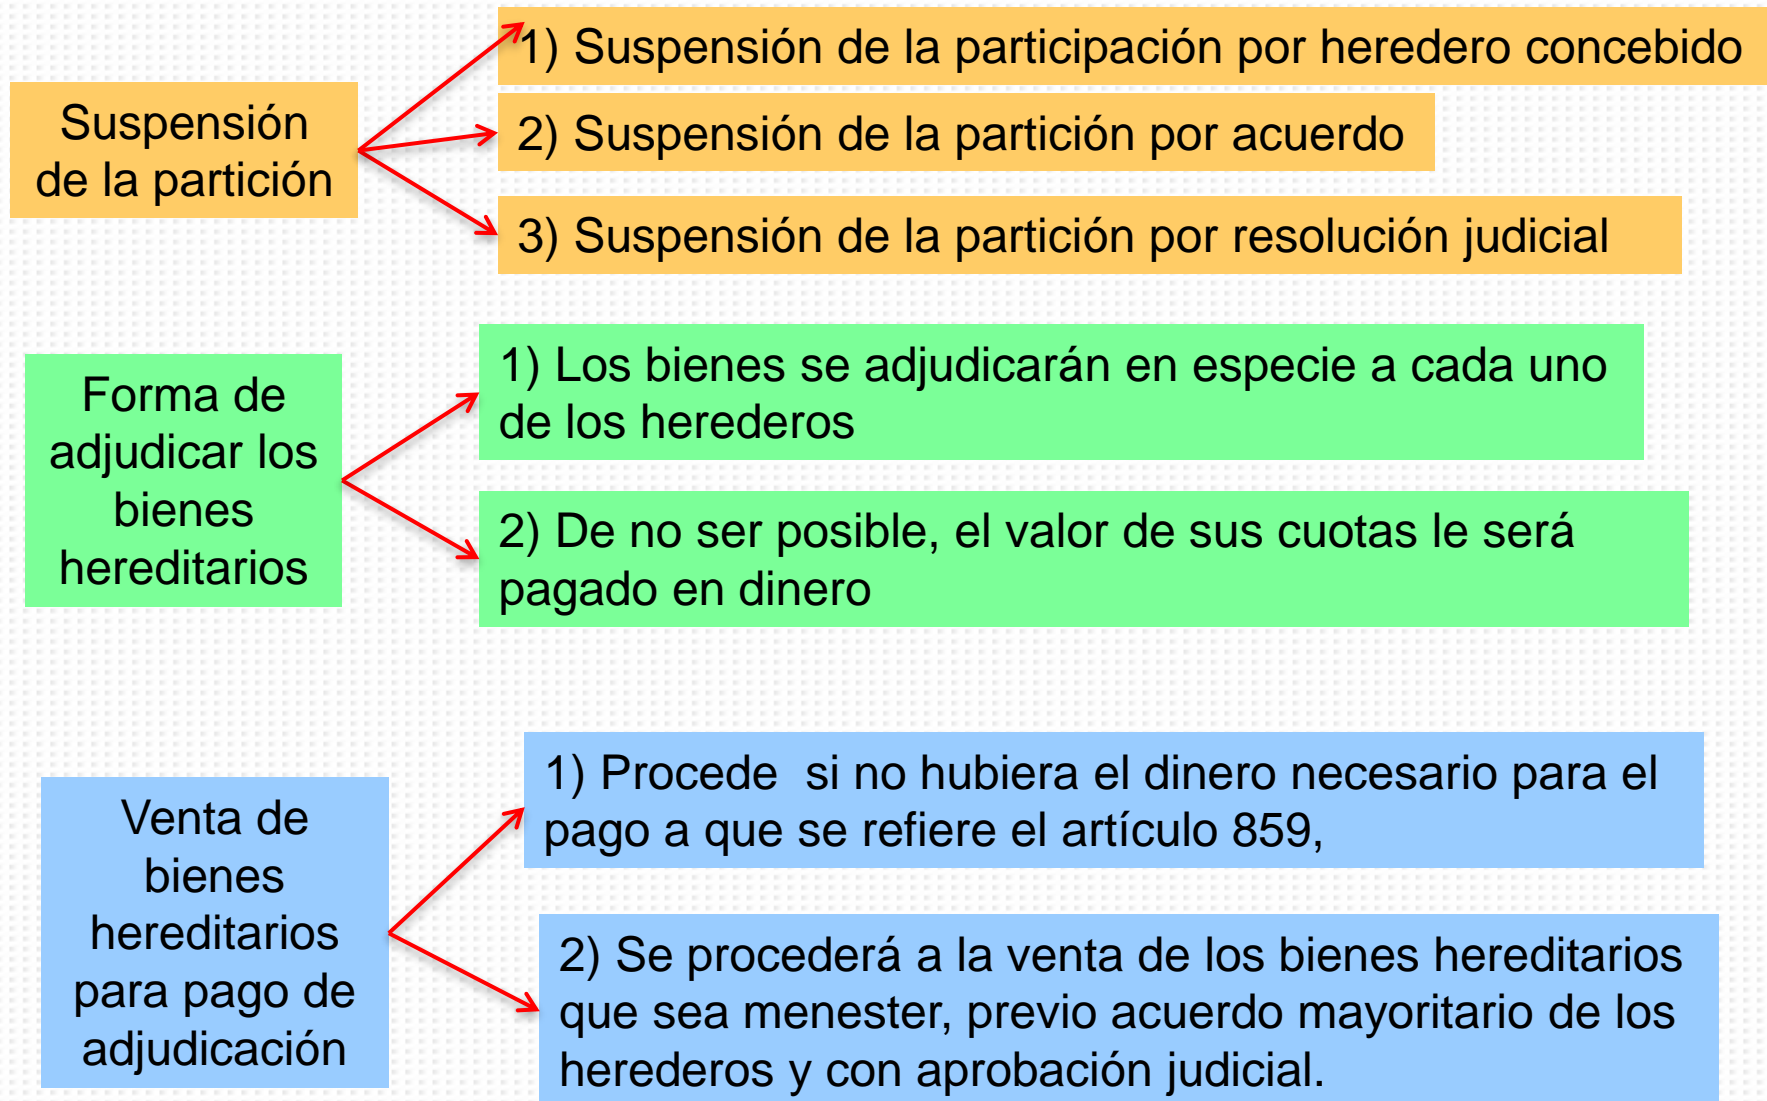 Suspensión
de la partición
1) Suspensión de la participación por heredero concebido
2) Suspensión de la partición por acuerdo
3) Suspensión de la partición por resolución judicial
Forma de
adjudicar los
bienes
hereditarios
1) Los bienes se adjudicarán en especie a cada uno
de los herederos
2) De no ser posible, el valor de sus cuotas le será
pagado en dinero
Venta de
bienes
hereditarios
para pago de
adjudicación
1) Procede  si no hubiera el dinero necesario para el
pago a que se refiere el artículo 859,
2) Se procederá a la venta de los bienes hereditarios
que sea menester, previo acuerdo mayoritario de los
herederos y con aprobación judicial.